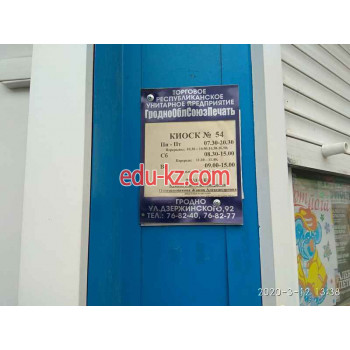 ТОРГОВОЕ
РЕСПУБЛИКАНСКОЕ
УНИТАРНОЕ ПРЕДПРИЯТИЕ
ГродноОблСоюзПечать
КИОСК № 54
Пн - Пт 07.30-20.30
Сб 08.30-15.00
09.00-15.00
edu-kz.com
ГРОДНО
УЛ.ДЗЕРЖИНСКОГО,92
ТЕЛ.: 76-82-40, 76-82-77
2020-3-12 13:38